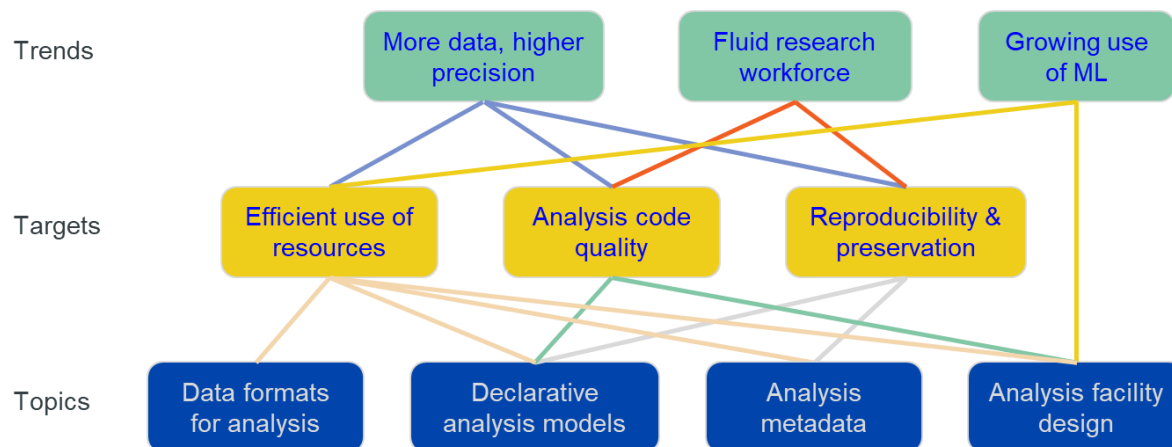 Trends
More data, higher
precision
Fluid research
workforce
Growing use
of ML
Targets
Efficient use of
resources
Analysis code
quality
Reproducibility &
preservation
Topics
Data formats
for analysis
Declarative
analysis models
Analysis
metadata
Analysis facility
design